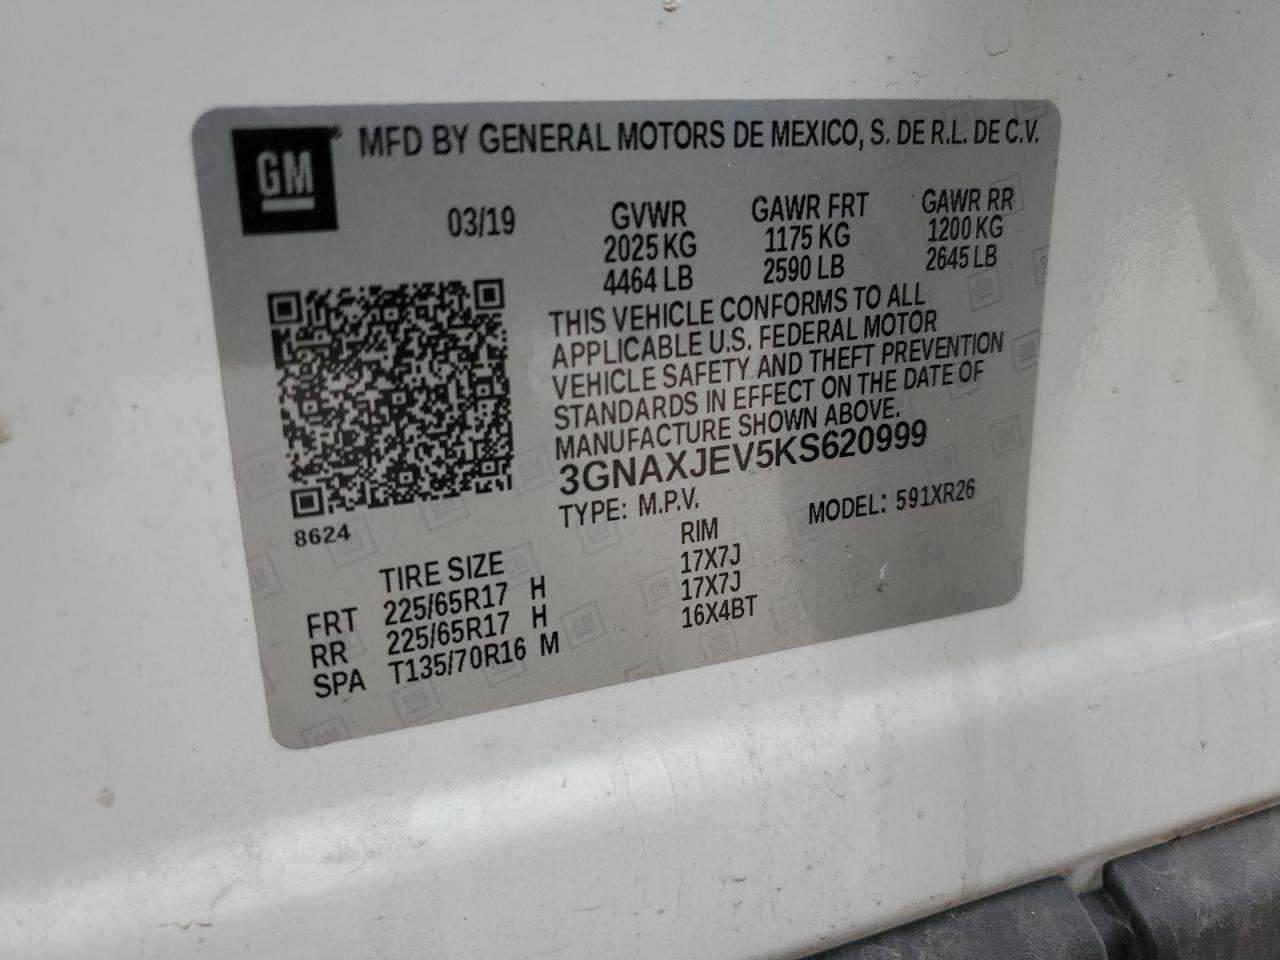 GM ® MFD BY GENERAL MOTORS DE MEXICO, S. DE R.L. DE C.V.
03/19
GVWR GAWR FRT GAWR RR
2025 KG 1175 KG 1200 KG
4464 LB 2590 LB 2645 LB
THIS VEHICLE CONFORMS TO ALL
APPLICABLE U.S. FEDERAL MOTOR
VEHICLE SAFETY AND THEFT PREVENTION
STANDARDS IN EFFECT ON THE DATE OF
MANUFACTURE SHOWN ABOVE.
3GNAXJEV5KS620999
TYPE: M.P.V. MODEL: 591XR26
8624
TIRE SIZE RIM
FRT 225/65R17 H 17X7J
RR 225/65R17 H 17X7J
SPA T135/70R16 M 16X4BT